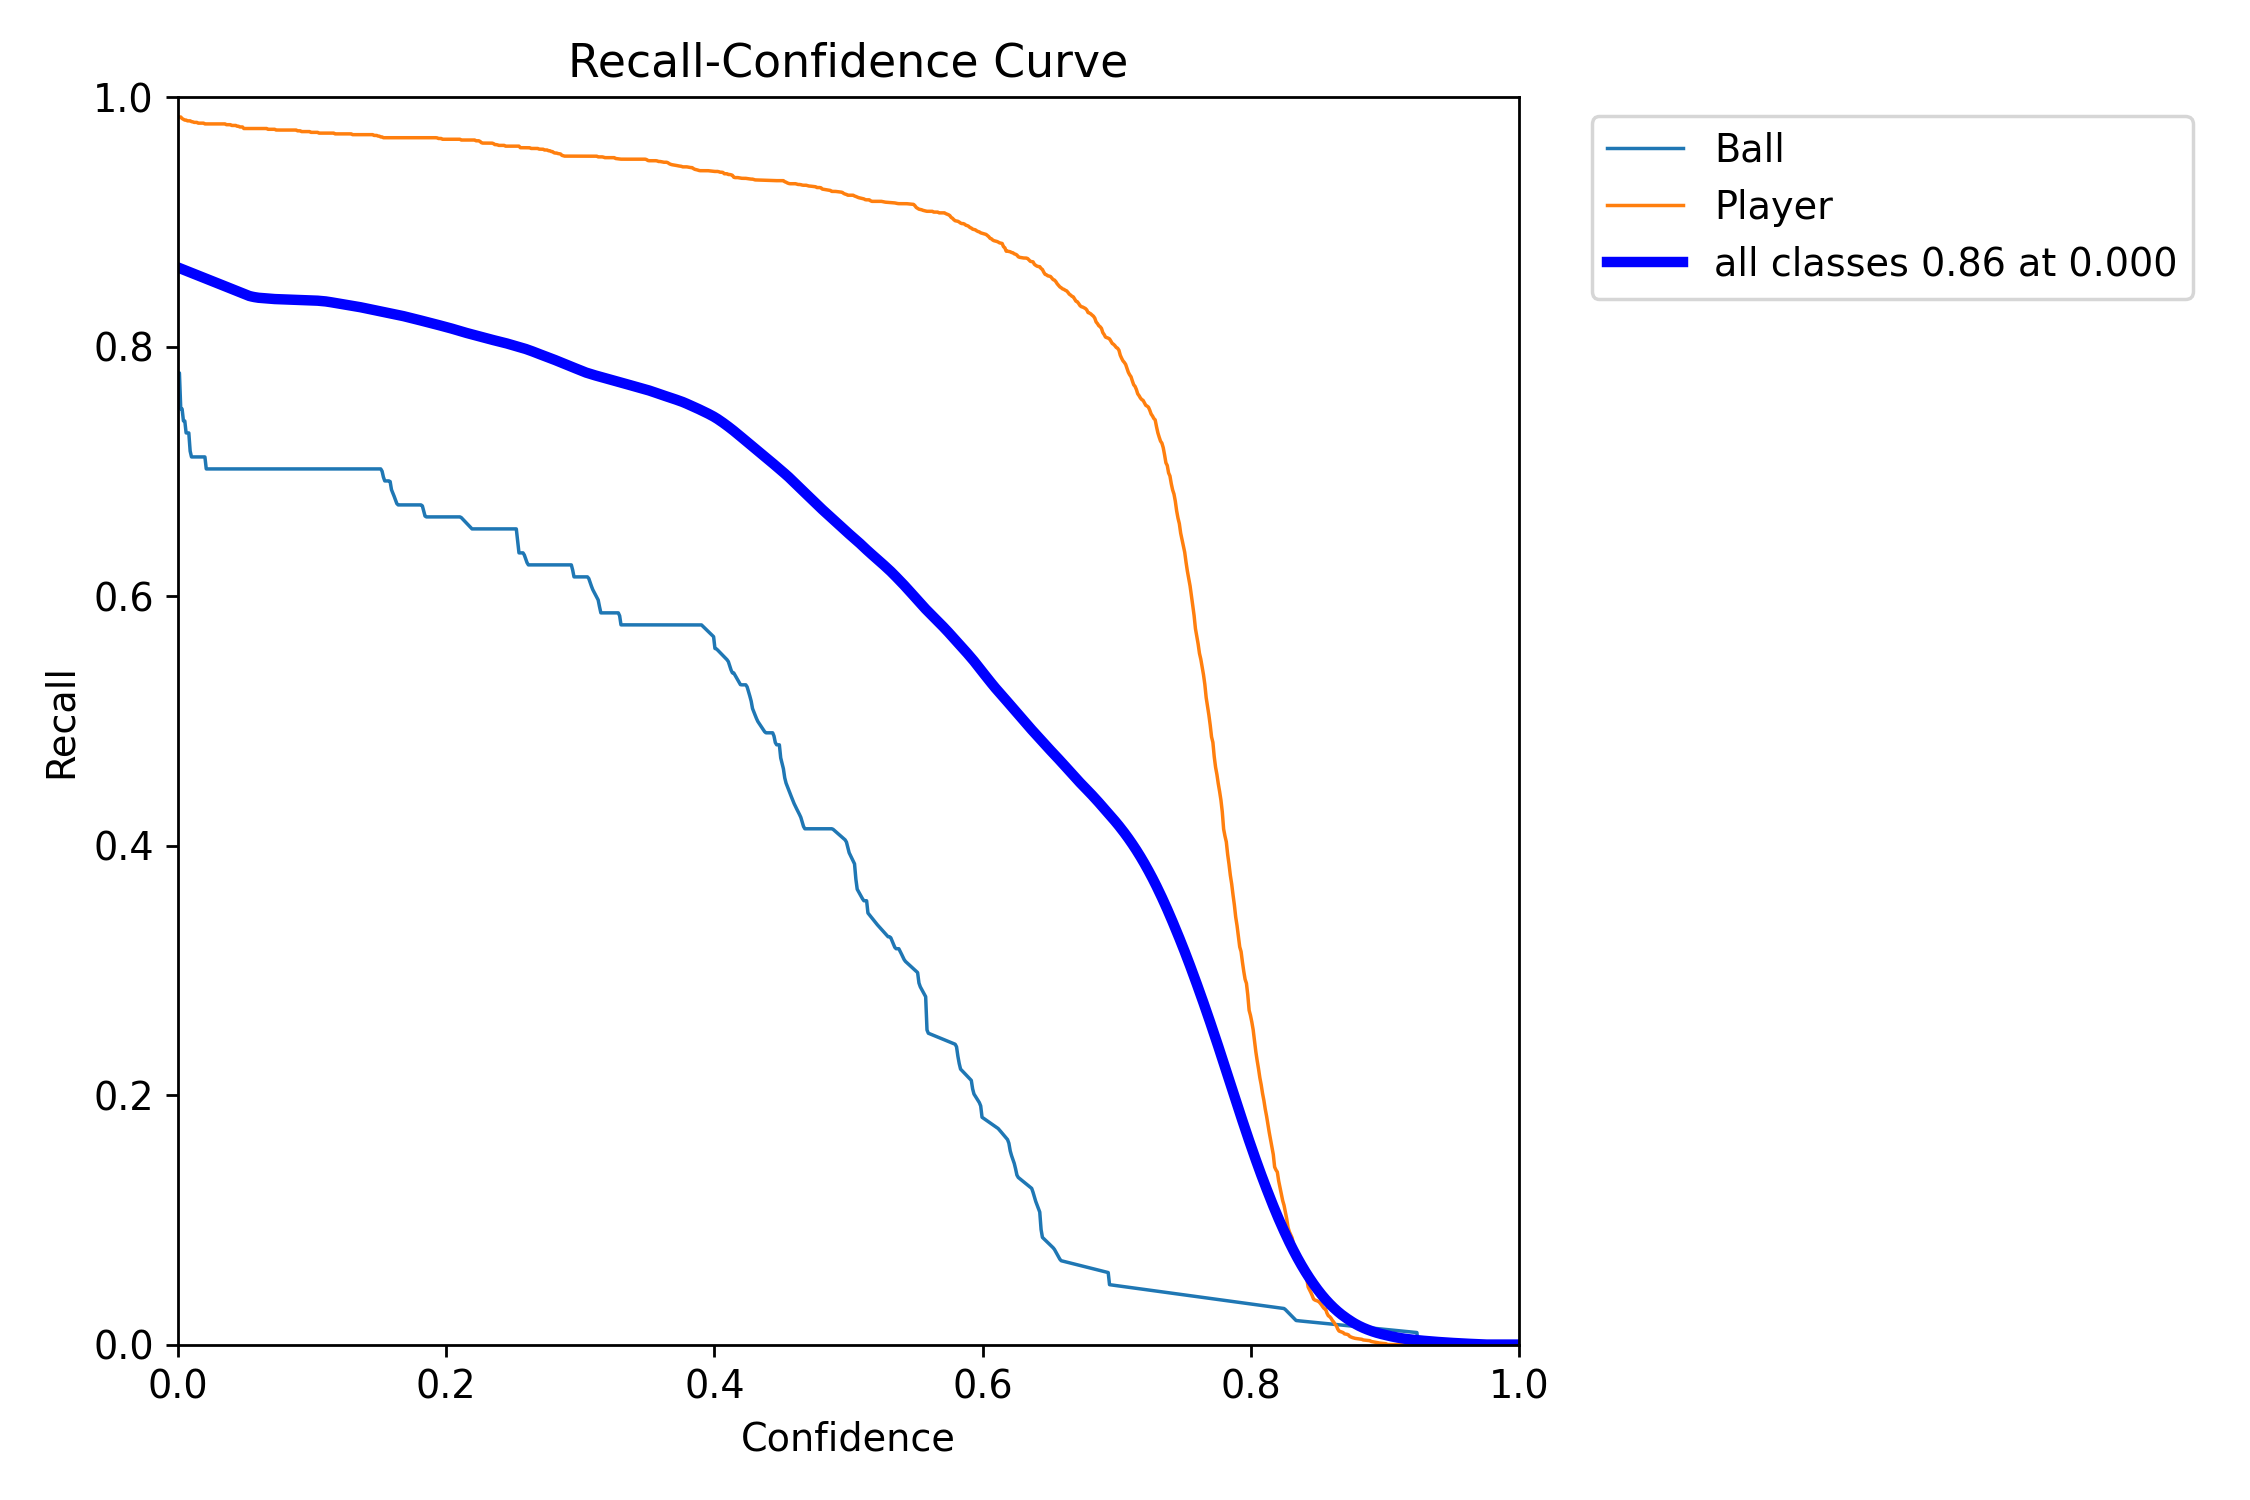 Recall-Confidence Curve
Ball
Player
all classes 0.86 at 0.000
1.0
0.8
0.6
0.4
0.2
0.0
Recall
0.0 0.2 0.4 0.6 0.8 1.0
Confidence